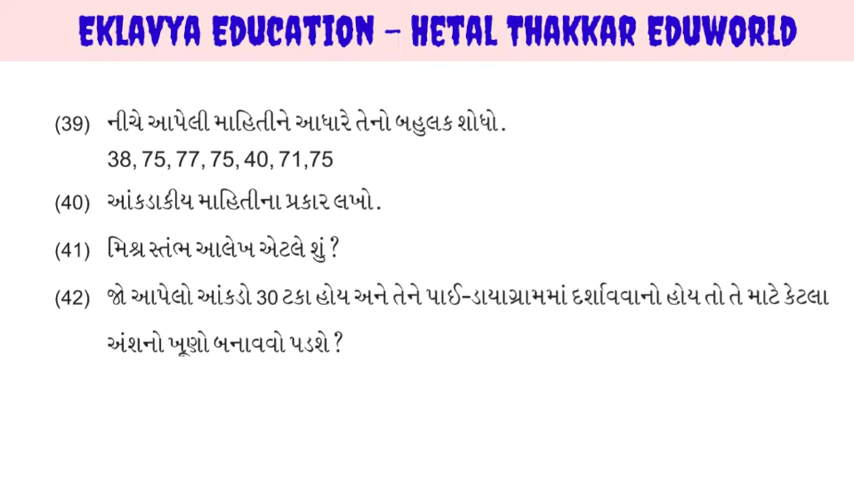 EKLAVYA EDUCATION - HETAL THAKKAR EDUWORLD
(39) નીચે આપેલી માહિતીને આધારે તેનો બહુલક શોધો.
38, 75, 77, 75, 40, 71,75
(40) આંકડાકીય માહિતીના પ્રકાર લખો.
(41) મિશ્ર સ્તંભ આલેખ એટલે શું?
(42) જો આપેલો આંકડો 30 ટકા હોય અને તેને પાઈ-ડાયાગ્રામમાં દર્શાવવાનો હોય તો તે માટે કેટલા
અંશનો ખૂણો બનાવવો પડશે?